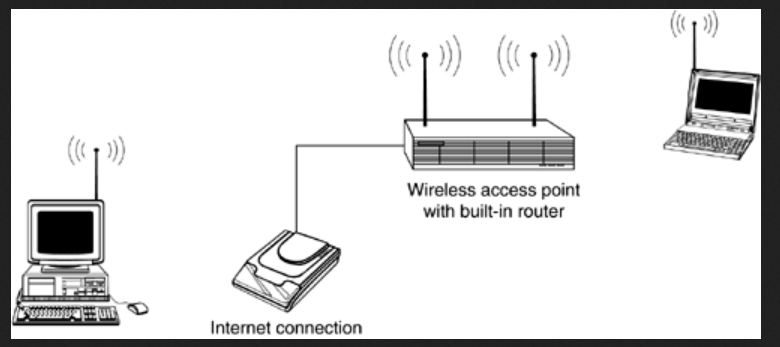 Wireless access point
with built-in router
Internet connection